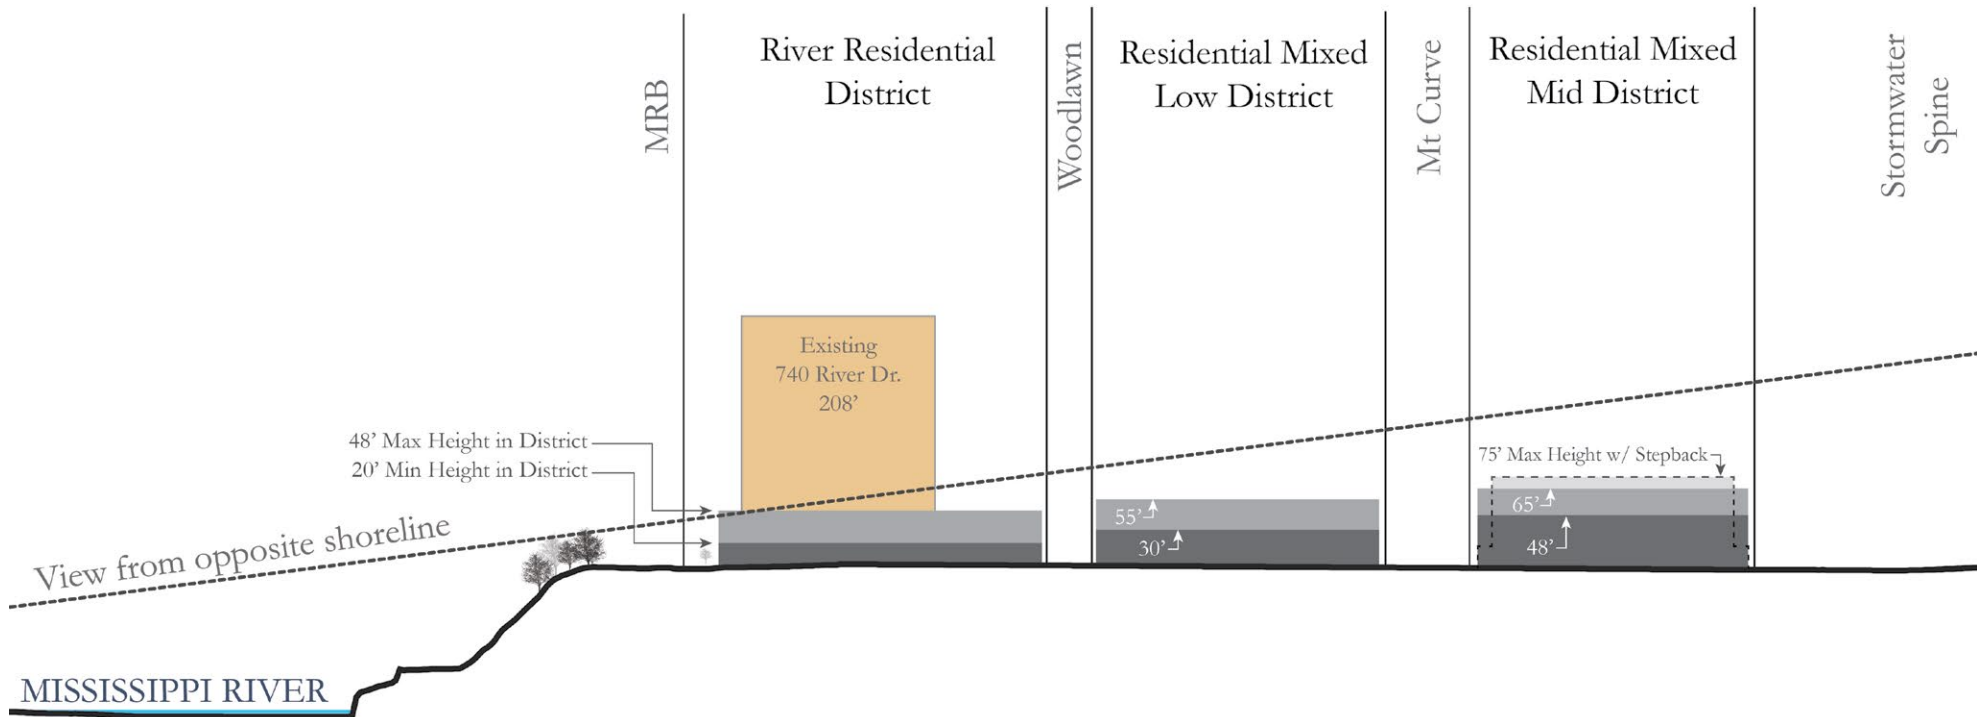 River Residential
District
Residential Mixed
Low District
Residential Mixed
Mid District
MRB
Woodlawn
Mt Curve
Stormwater
Spine
Existing
740 River Dr.
208’
48’ Max Height in District
20’ Min Height in District
75’ Max Height w/ Stepback
55’
30’
65’
48’
View from opposite shoreline
MISSISSIPPI RIVER